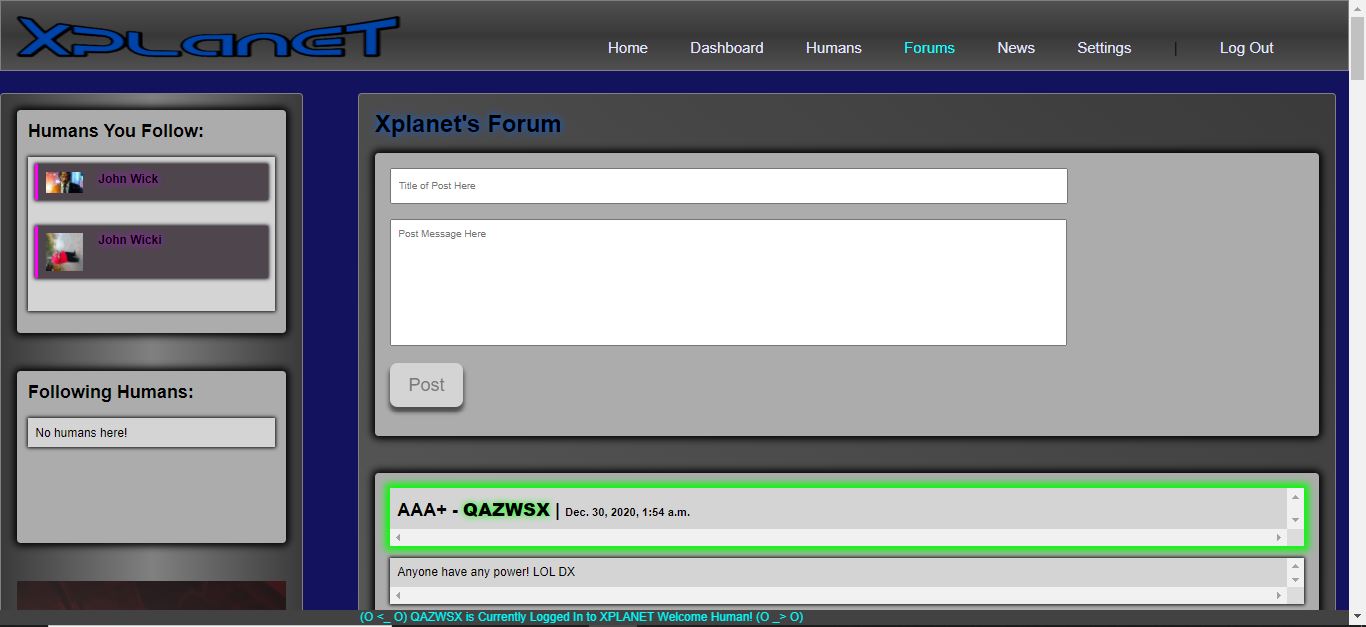 XPLANET
Home Dashboard Humans Forums News Settings | Log Out
Humans You Follow:
John Wick
John Wicki
Following Humans:
No humans here!
Xplanet's Forum
Title of Post Here
Post Message Here
Post
AAA+ - QAZWSX | Dec. 30, 2020, 1:54 a.m.
Anyone have any power! LOL DX
(O <_ O) QAZWSX is Currently Logged In to XPLANET Welcome Human! (O _> O)